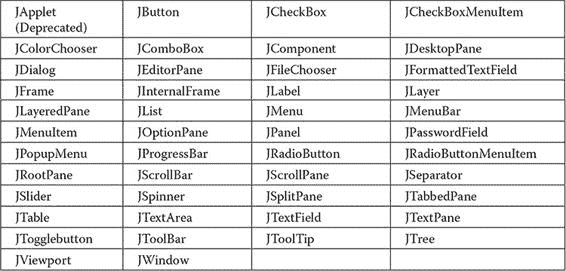 JApplet (Deprecated) JButton JCheckBox JCheckBoxMenuItem
JColorChooser JComboBox JComponent JDesktopPane
JDialog JEditorPane JFileChooser JFormattedTextField
JFrame JInternalFrame JLabel JLayer
JLayeredPane JList JMenu JMenuBar
JMenuItem JOptionPane JPanel JPasswordField
JPopupMenu JProgressBar JRadioButton JRadioButtonMenuItem
JRootPane JScrollBar JScrollPane JSeparator
JSlider JSpinner JSplitPane JTabbedPane
JTable JTextArea JTextField JTextPane
JTogglebutton JToolBar JToolTip JTree
JViewport JWindow